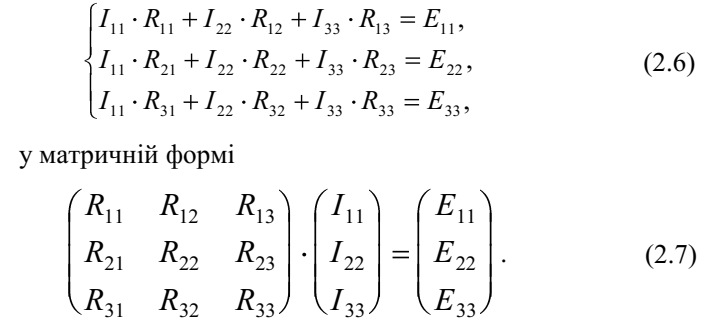 I₁₁ · R₁₁ + I₂₂ · R₁₂ + I₃₃ · R₁₃ = E₁₁,
I₁₁ · R₂₁ + I₂₂ · R₂₂ + I₃₃ · R₂₃ = E₂₂, (2.6)
I₁₁ · R₃₁ + I₂₂ · R₃₂ + I₃₃ · R₃₃ = E₃₃,
у матричній формі
R₁₁ R₁₂ R₁₃ I₁₁ E₁₁
R₂₁ R₂₂ R₂₃ · I₂₂ = E₂₂ . (2.7)
R₃₁ R₃₂ R₃₃ I₃₃ E₃₃